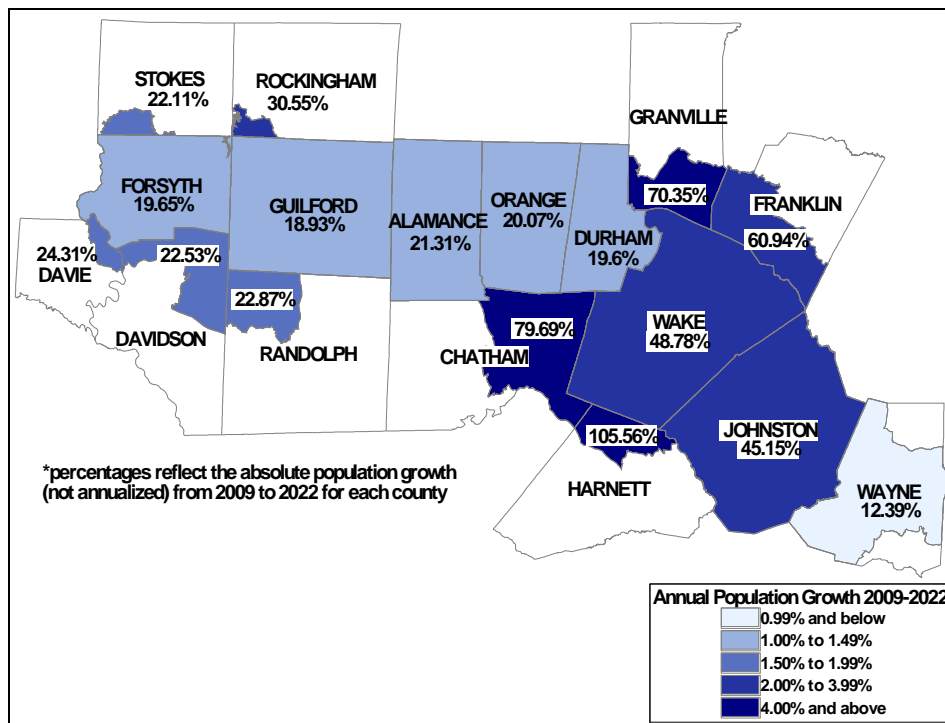 STOKES
22.11%
ROCKINGHAM
30.55%
GRANVILLE
70.35%
FRANKLIN
60.94%
FORSYTH
19.65%
GUILFORD
18.93%
ALAMANCE
21.31%
ORANGE
20.07%
DURHAM
19.6%
24.31%
DAVIE
22.53%
22.87%
DAVIDSON
RANDOLPH
79.69%
CHATHAM
WAKE
48.78%
105.56%
HARNETT
JOHNSTON
45.15%
WAYNE
12.39%
*percentages reflect the absolute population growth
(not annualized) from 2009 to 2022 for each county
Annual Population Growth 2009-2022
0.99% and below
1.00% to 1.49%
1.50% to 1.99%
2.00% to 3.99%
4.00% and above